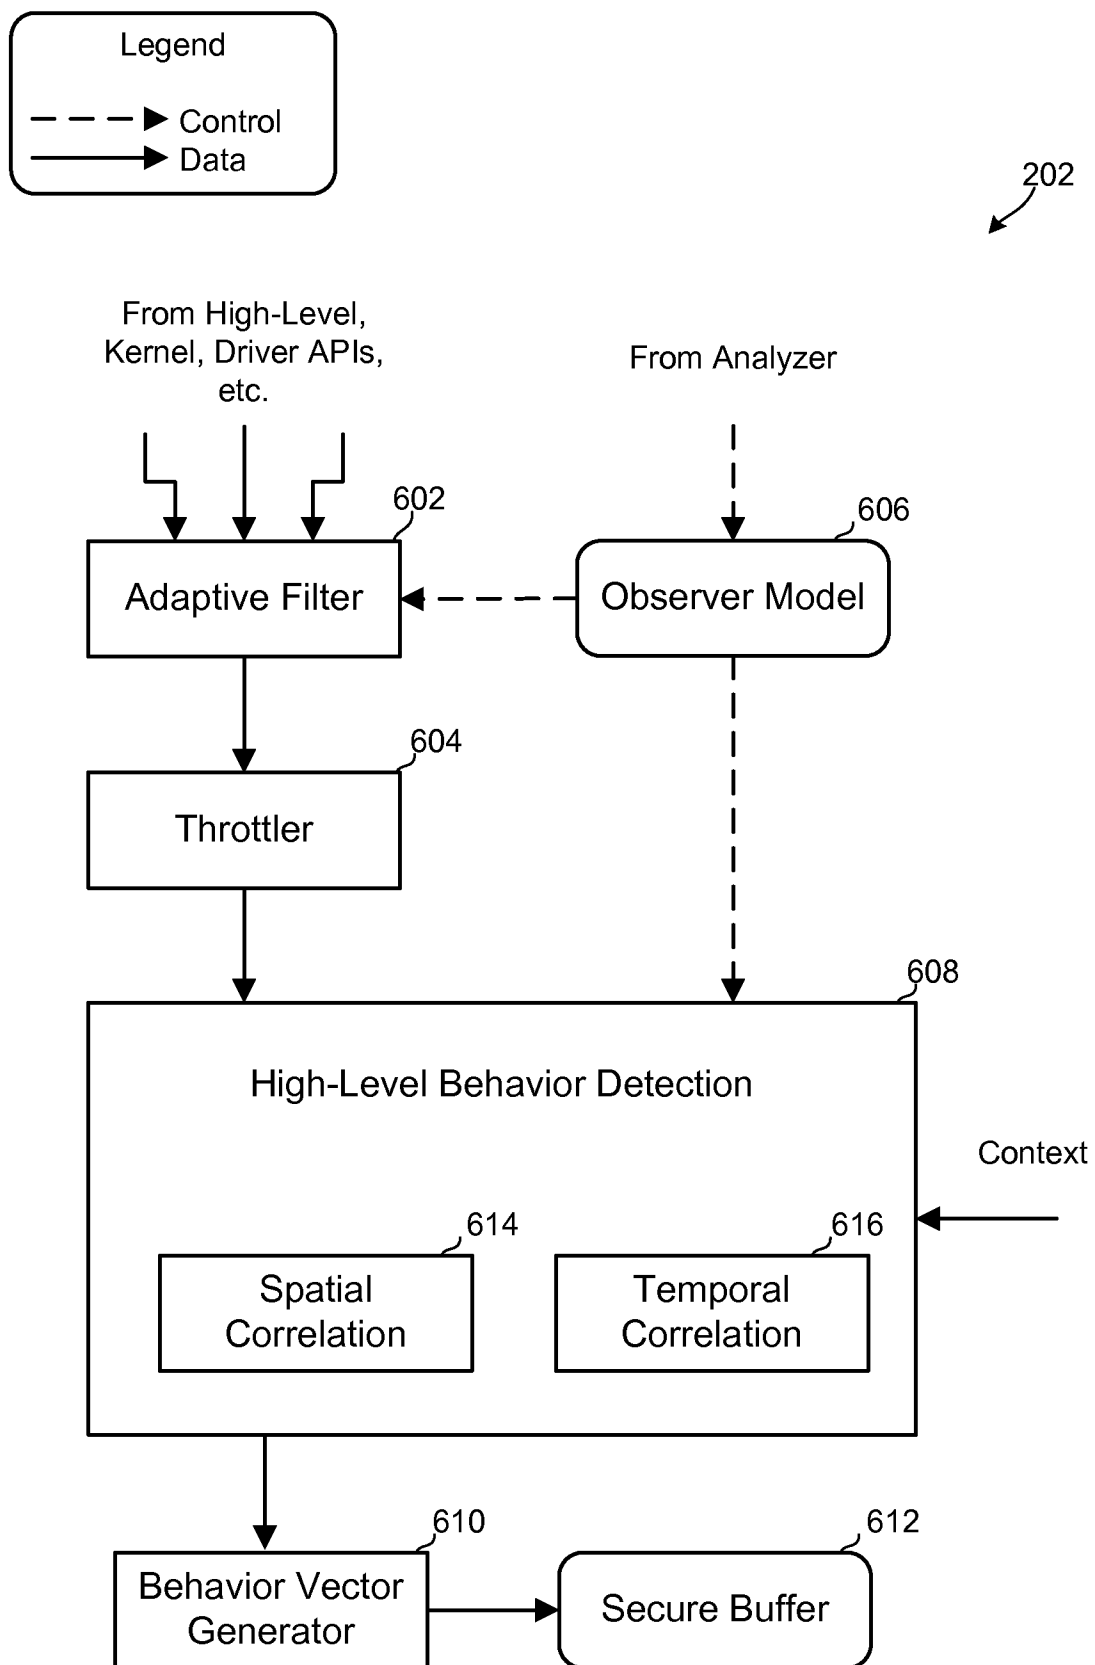 Legend
Control
Data
202
From High-Level,
Kernel, Driver APIs,
etc.
From Analyzer
602
606
Adaptive Filter
Observer Model
604
Throttler
608
High-Level Behavior Detection
Context
614
616
Spatial
Correlation
Temporal
Correlation
610
612
Behavior Vector
Generator
Secure Buffer